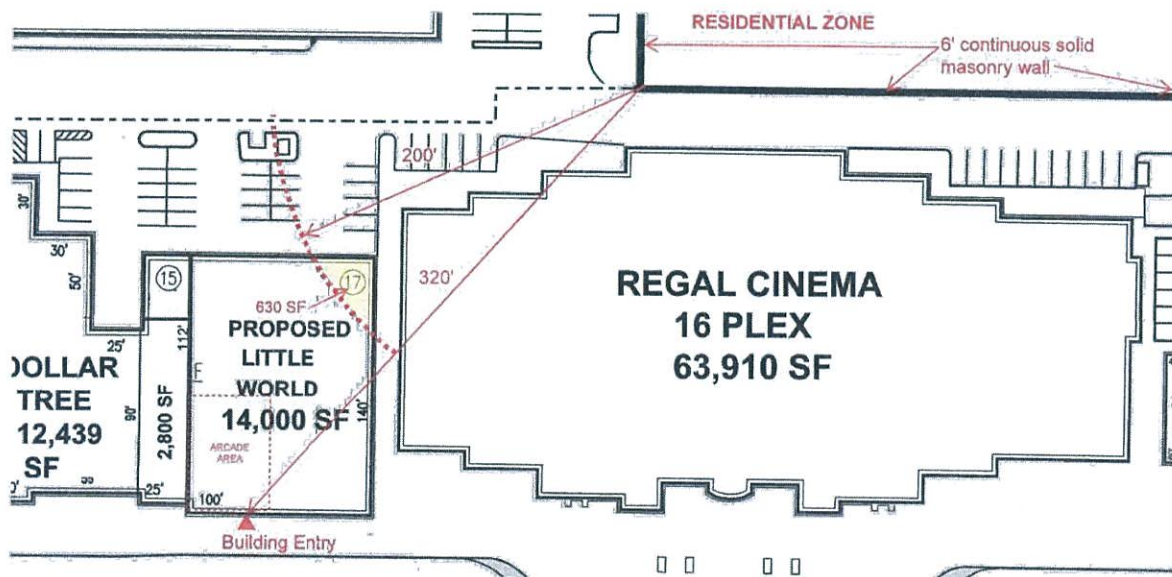 RESIDENTIAL ZONE
6' continuous solid
masonry wall
200'
320'
30'
30'
50'
25'
15
17
630 SF
PROPOSED
LITTLE
WORLD
14,000 SF
112'
140'
100'
ARCADE
AREA
DOLLAR
TREE
12,439
SF
90'
2,800 SF
25'
REGAL CINEMA
16 PLEX
63,910 SF
Building Entry